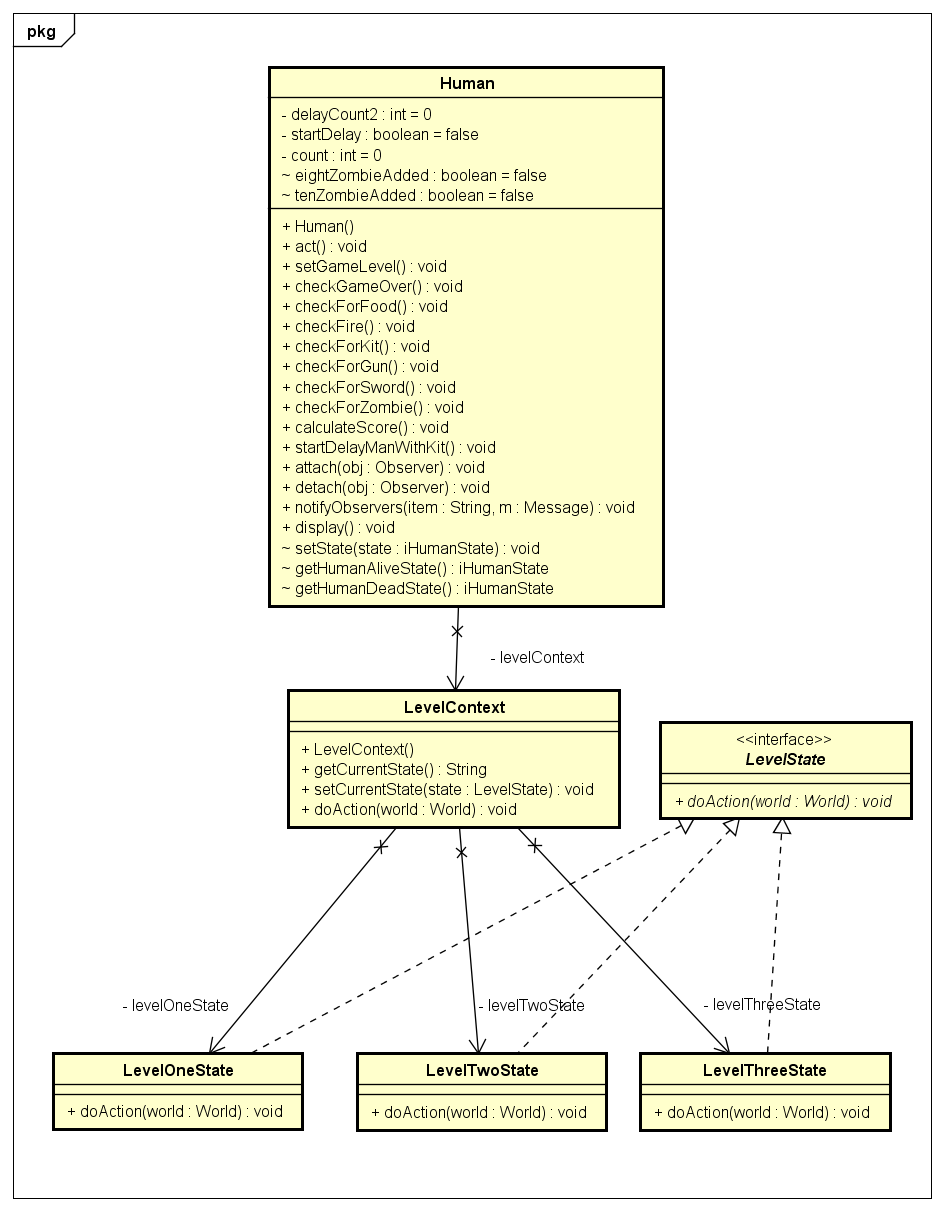 pkg
Human
- delayCount2 : int = 0
- startDelay : boolean = false
- count : int = 0
~ eightZombieAdded : boolean = false
~ tenZombieAdded : boolean = false
+ Human()
+ act() : void
+ setGameLevel() : void
+ checkGameOver() : void
+ checkForFood() : void
+ checkFire() : void
+ checkForKit() : void
+ checkForGun() : void
+ checkForSword() : void
+ checkForZombie() : void
+ calculateScore() : void
+ startDelayManWithKit() : void
+ attach(obj : Observer) : void
+ detach(obj : Observer) : void
+ notifyObservers(item : String, m : Message) : void
+ display() : void
~ setState(state : iHumanState) : void
~ getHumanAliveState() : iHumanState
~ getHumanDeadState() : iHumanState
- levelContext
LevelContext
+ LevelContext()
+ getCurrentState() : String
+ setCurrentState(state : LevelState) : void
+ doAction(world : World) : void
<<interface>>
LevelState
+ doAction(world : World) : void
- levelOneState
- levelTwoState
- levelThreeState
LevelOneState
+ doAction(world : World) : void
LevelTwoState
+ doAction(world : World) : void
LevelThreeState
+ doAction(world : World) : void